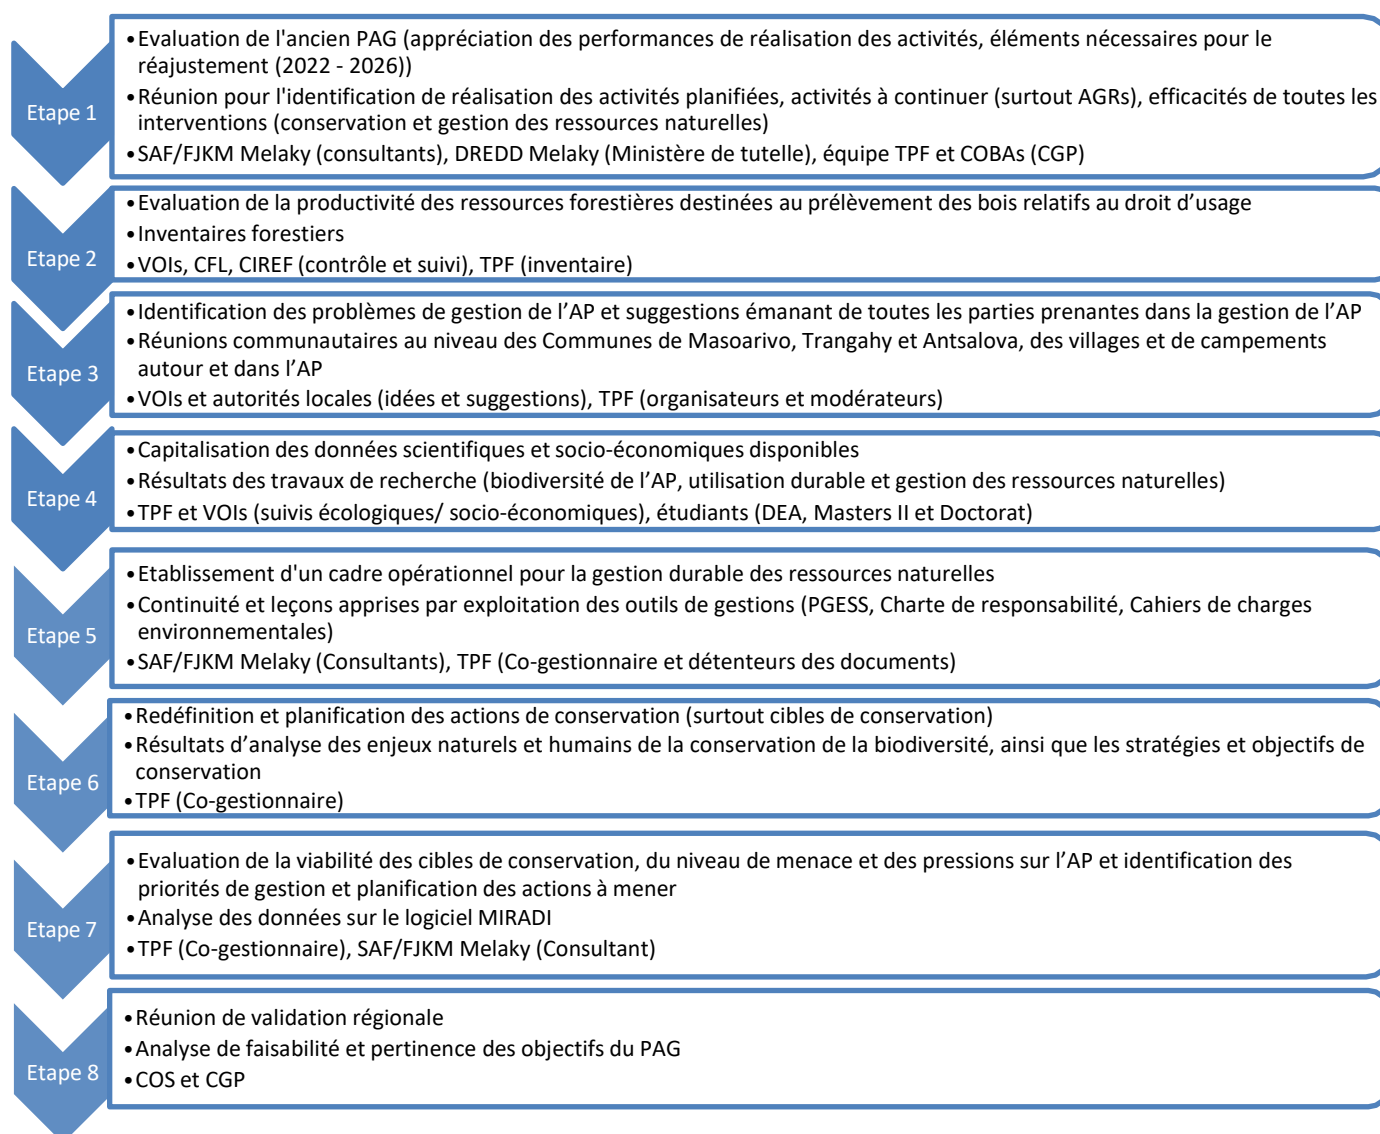 Etape 1
•Evaluation de l'ancien PAG (appréciation des performances de réalisation des activités, éléments nécessaires pour le
réajustement (2022 - 2026))
•Réunion pour l'identification de réalisation des activités planifiées, activités à continuer (surtout AGRs), efficacités de toutes les
interventions (conservation et gestion des ressources naturelles)
•SAF/FJKM Melaky (consultants), DREDD Melaky (Ministère de tutelle), équipe TPF et COBAs (CGP)
Etape 2
•Evaluation de la productivité des ressources forestières destinées au prélèvement des bois relatifs au droit d’usage
•Inventaires forestiers
•VOIs, CFL, CIREF (contrôle et suivi), TPF (inventaire)
Etape 3
•Identification des problèmes de gestion de l’AP et suggestions émanant de toutes les parties prenantes dans la gestion de l’AP
•Réunions communautaires au niveau des Communes de Masoarivo, Trangahy et Antsalova, des villages et de campements
autour et dans l’AP
•VOIs et autorités locales (idées et suggestions), TPF (organisateurs et modérateurs)
Etape 4
•Capitalisation des données scientifiques et socio-économiques disponibles
•Résultats des travaux de recherche (biodiversité de l’AP, utilisation durable et gestion des ressources naturelles)
•TPF et VOIs (suivis écologiques/ socio-économiques), étudiants (DEA, Masters II et Doctorat)
Etape 5
•Etablissement d'un cadre opérationnel pour la gestion durable des ressources naturelles
•Continuité et leçons apprises par exploitation des outils de gestions (PGESS, Charte de responsabilité, Cahiers de charges
environnementales)
•SAF/FJKM Melaky (Consultants), TPF (Co-gestionnaire et détenteurs des documents)
Etape 6
•Redéfinition et planification des actions de conservation (surtout cibles de conservation)
•Résultats d’analyse des enjeux naturels et humains de la conservation de la biodiversité, ainsi que les stratégies et objectifs de
conservation
•TPF (Co-gestionnaire)
Etape 7
•Evaluation de la viabilité des cibles de conservation, du niveau de menace et des pressions sur l’AP et identification des
priorités de gestion et planification des actions à mener
•Analyse des données sur le logiciel MIRADI
•TPF (Co-gestionnaire), SAF/FJKM Melaky (Consultant)
Etape 8
•Réunion de validation régionale
•Analyse de faisabilité et pertinence des objectifs du PAG
•COS et CGP